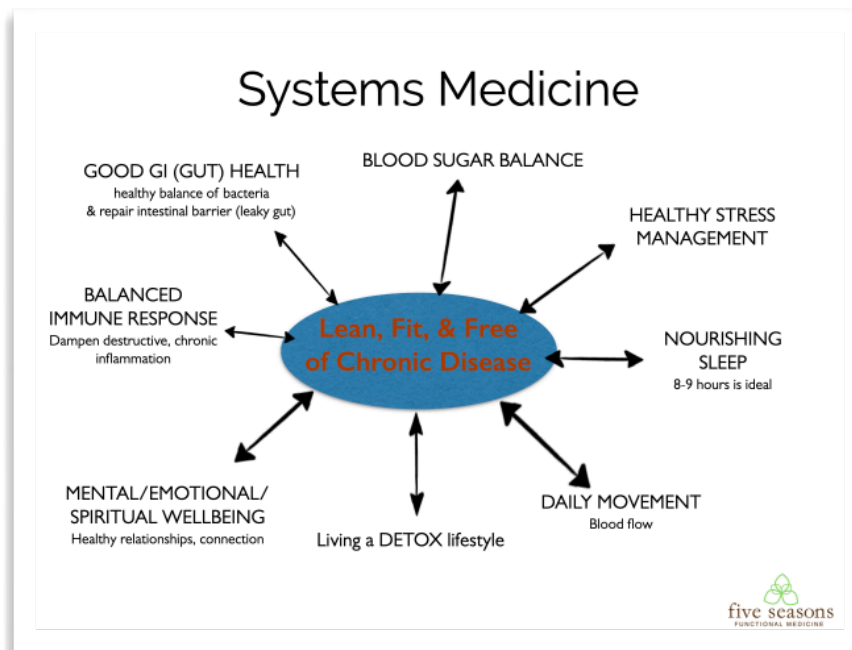 Systems Medicine
GOOD GI (GUT) HEALTH
healthy balance of bacteria
& repair intestinal barrier (leaky gut)
BLOOD SUGAR BALANCE
HEALTHY STRESS
MANAGEMENT
BALANCED
IMMUNE RESPONSE
Dampen destructive, chronic
inflammation
Lean, Fit, & Free
of Chronic Disease
NOURISHING
SLEEP
8-9 hours is ideal
MENTAL/EMOTIONAL/
SPIRITUAL WELLBEING
Healthy relationships, connection
Living a DETOX lifestyle
DAILY MOVEMENT
Blood flow
five seasons
FUNCTIONAL MEDICINE